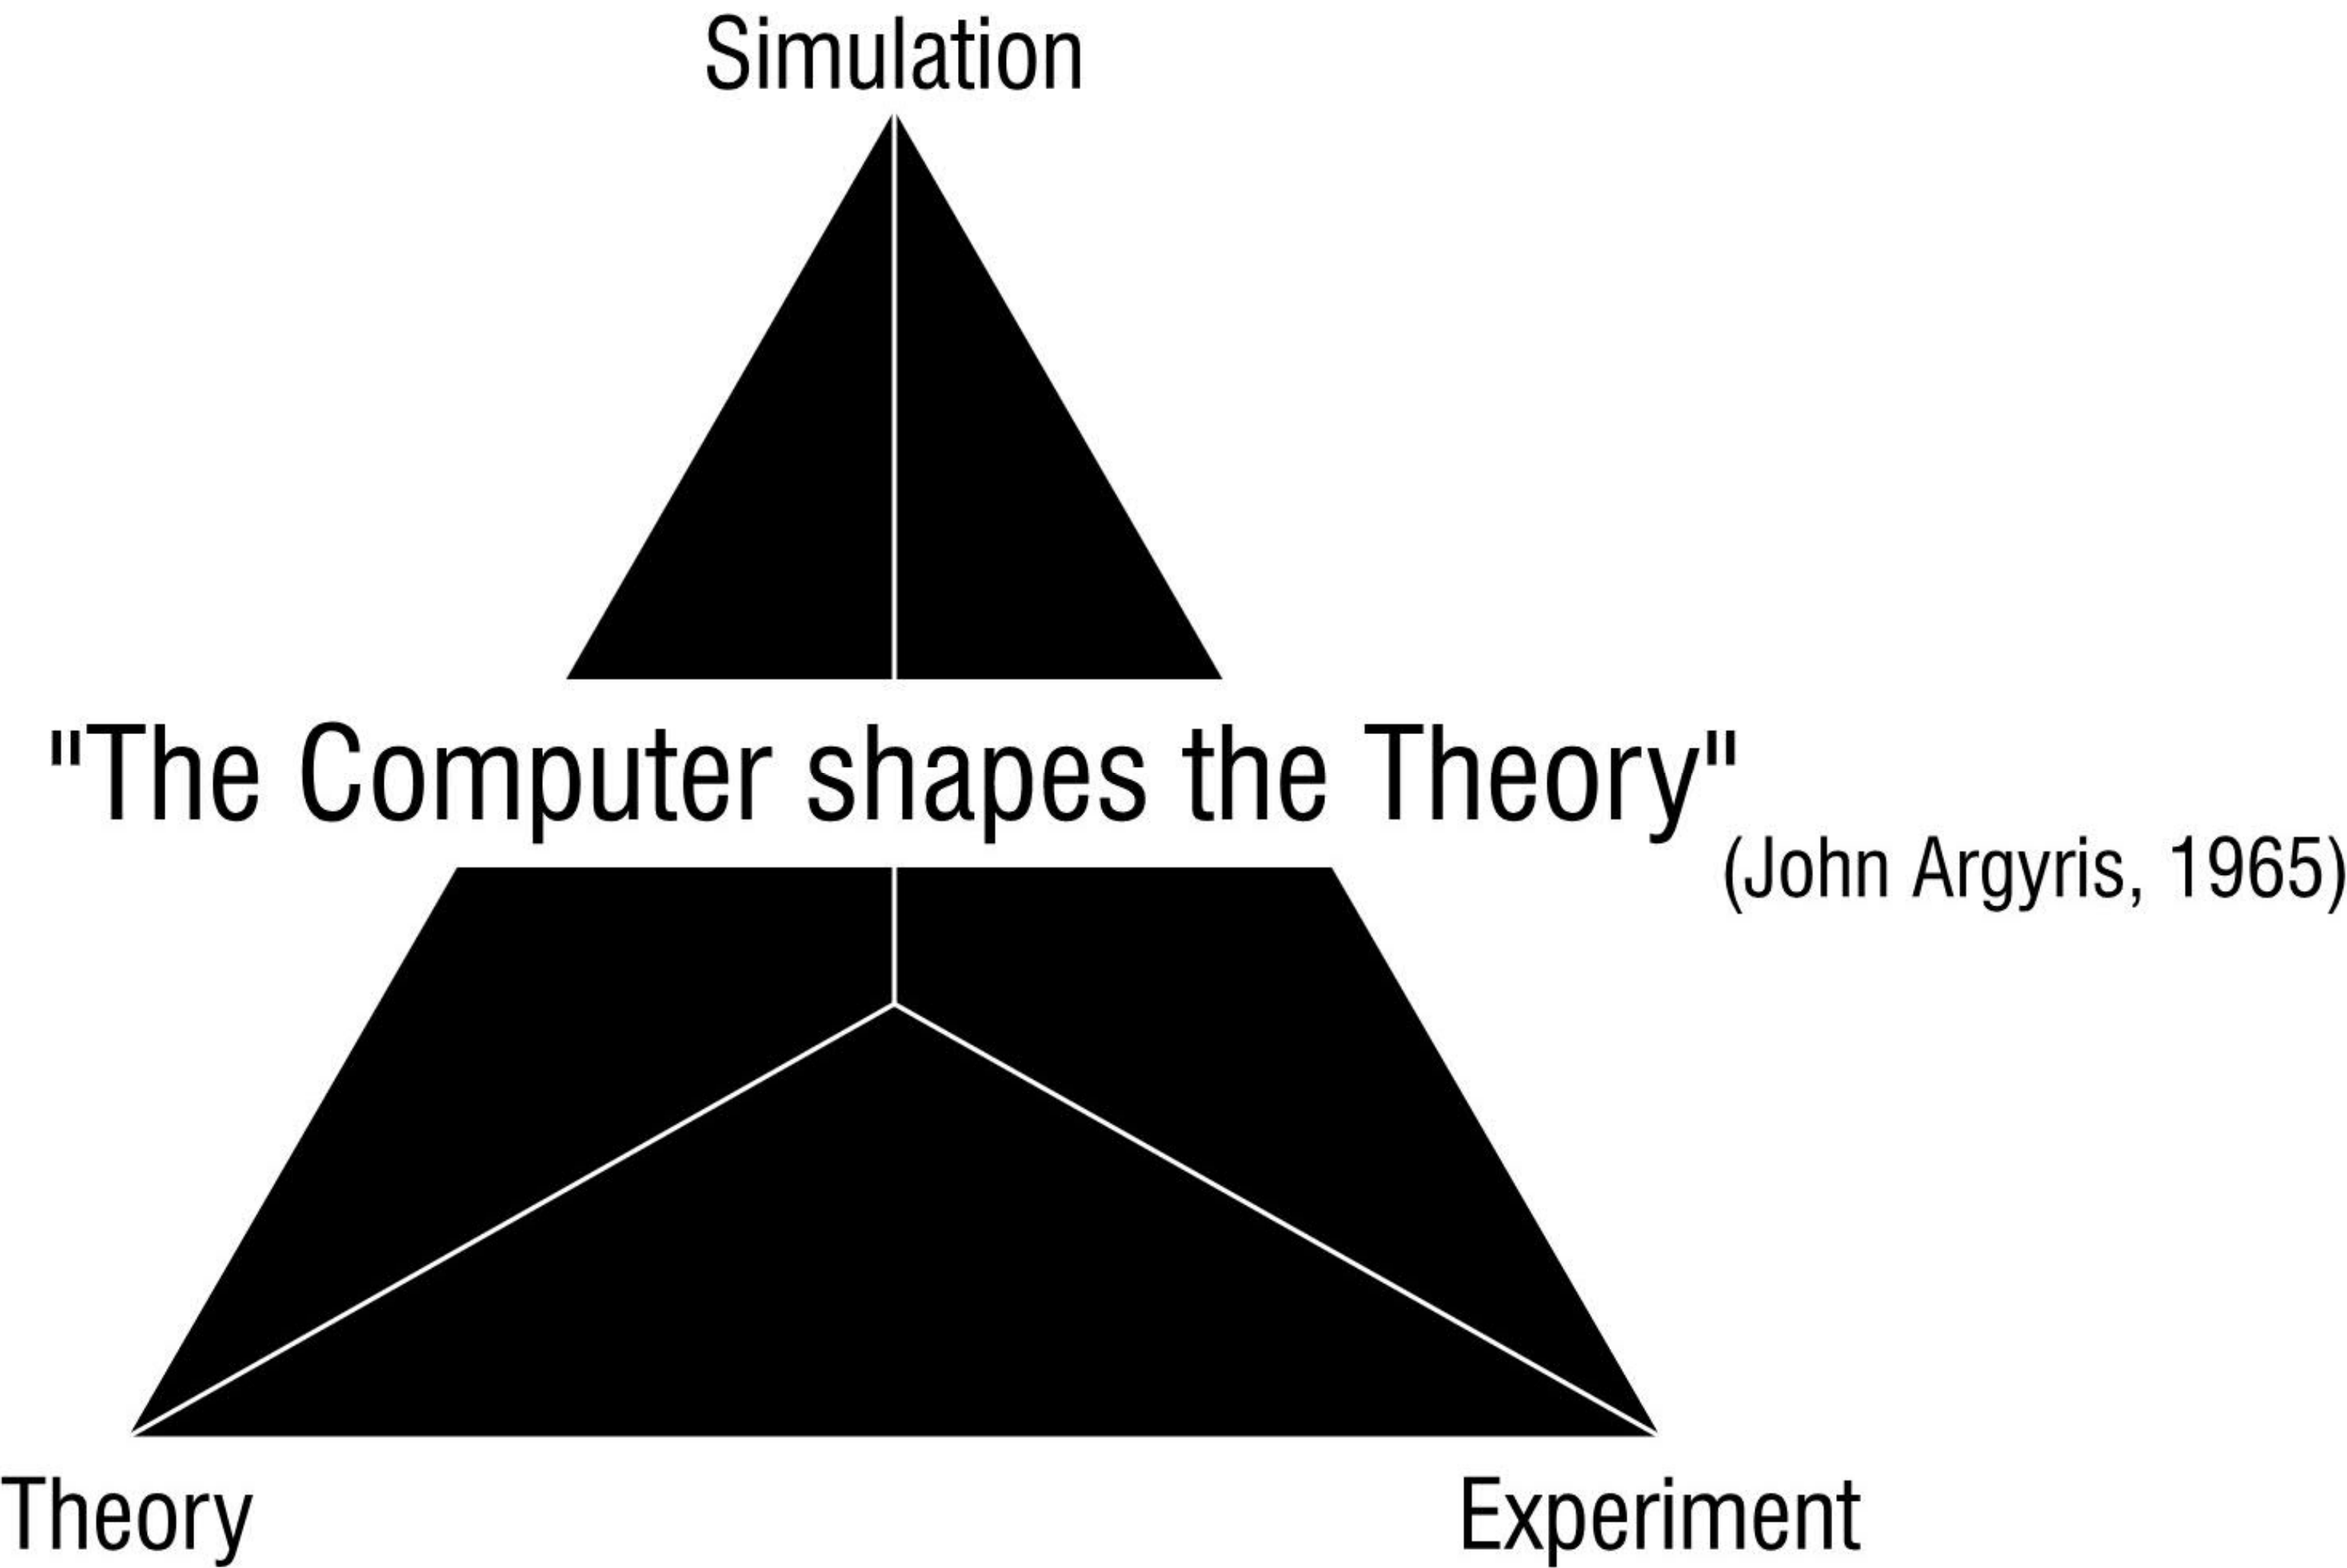 Simulation
"The Computer shapes the Theory"
(John Argyris, 1965)
Theory
Experiment